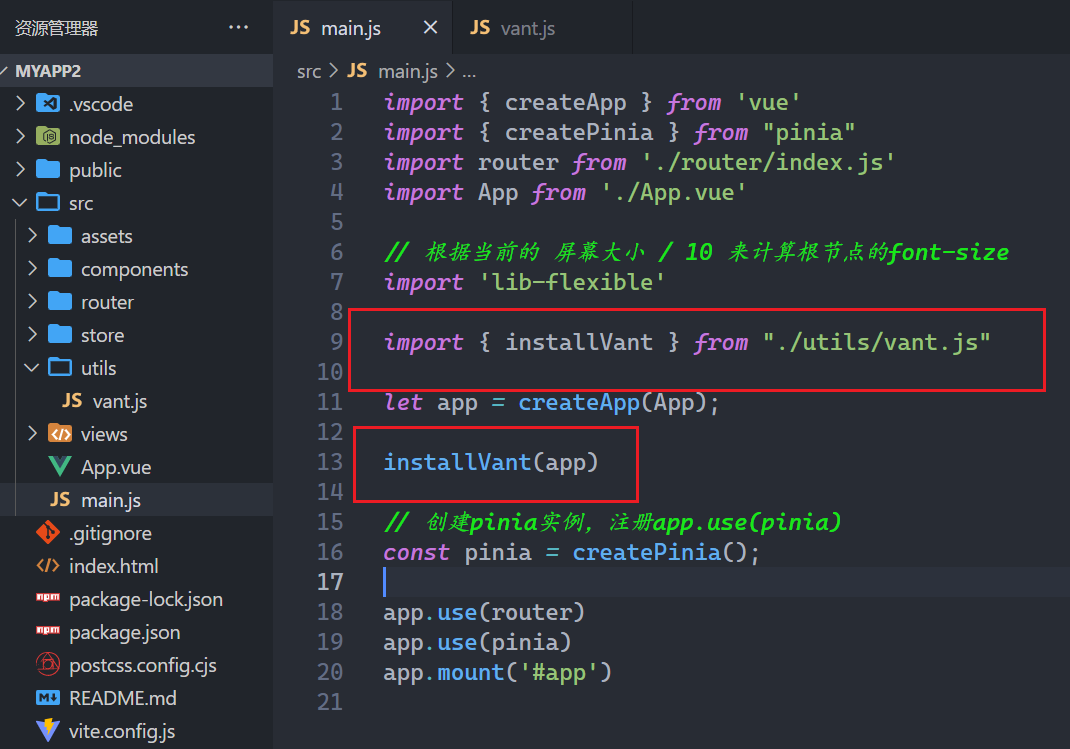 资源管理器 ···
MYAPP2
.vscode
node_modules
public
src
assets
components
router
store
utils
JS vant.js
views
App.vue
JS main.js
.gitignore
index.html
package-lock.json
package.json
postcss.config.cjs
README.md
vite.config.js
JS main.js × JS vant.js
src > JS main.js > ...
1 import { createApp } from 'vue'
2 import { createPinia } from "pinia"
3 import router from './router/index.js'
4 import App from './App.vue'
5
6 // 根据当前的 屏幕大小 / 10 来计算根节点的font-size
7 import 'lib-flexible'
8
9 import { installVant } from "./utils/vant.js"
10
11 let app = createApp(App);
12
13 installVant(app)
14
15 // 创建pinia实例，注册app.use(pinia)
16 const pinia = createPinia();
17
18 app.use(router)
19 app.use(pinia)
20 app.mount('#app')
21